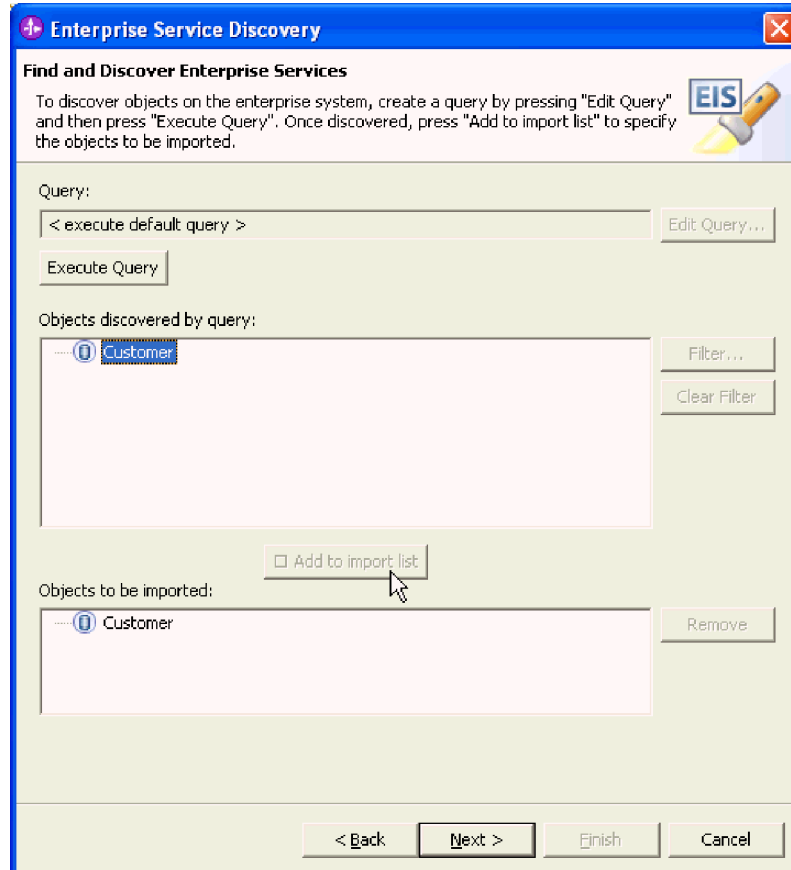 Enterprise Service Discovery
Find and Discover Enterprise Services
To discover objects on the enterprise system, create a query by pressing "Edit Query"
and then press "Execute Query". Once discovered, press "Add to import list" to specify
the objects to be imported.
EIS
Query:
< execute default query >
Edit Query...
Execute Query
Objects discovered by query:
Customer
Filter...
Clear Filter
Add to import list
Objects to be imported:
Customer
Remove
< Back
Next >
Finish
Cancel